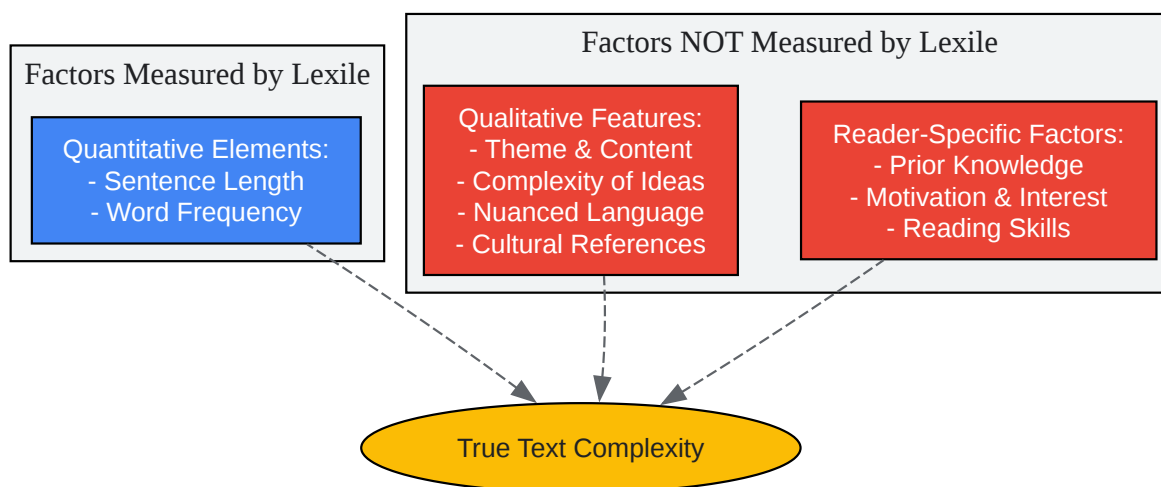 Factors Measured by Lexile
Quantitative Elements:
- Sentence Length
- Word Frequency
Factors NOT Measured by Lexile
Qualitative Features:
- Theme & Content
- Complexity of Ideas
- Nuanced Language
- Cultural References
Reader-Specific Factors:
- Prior Knowledge
- Motivation & Interest
- Reading Skills
True Text Complexity